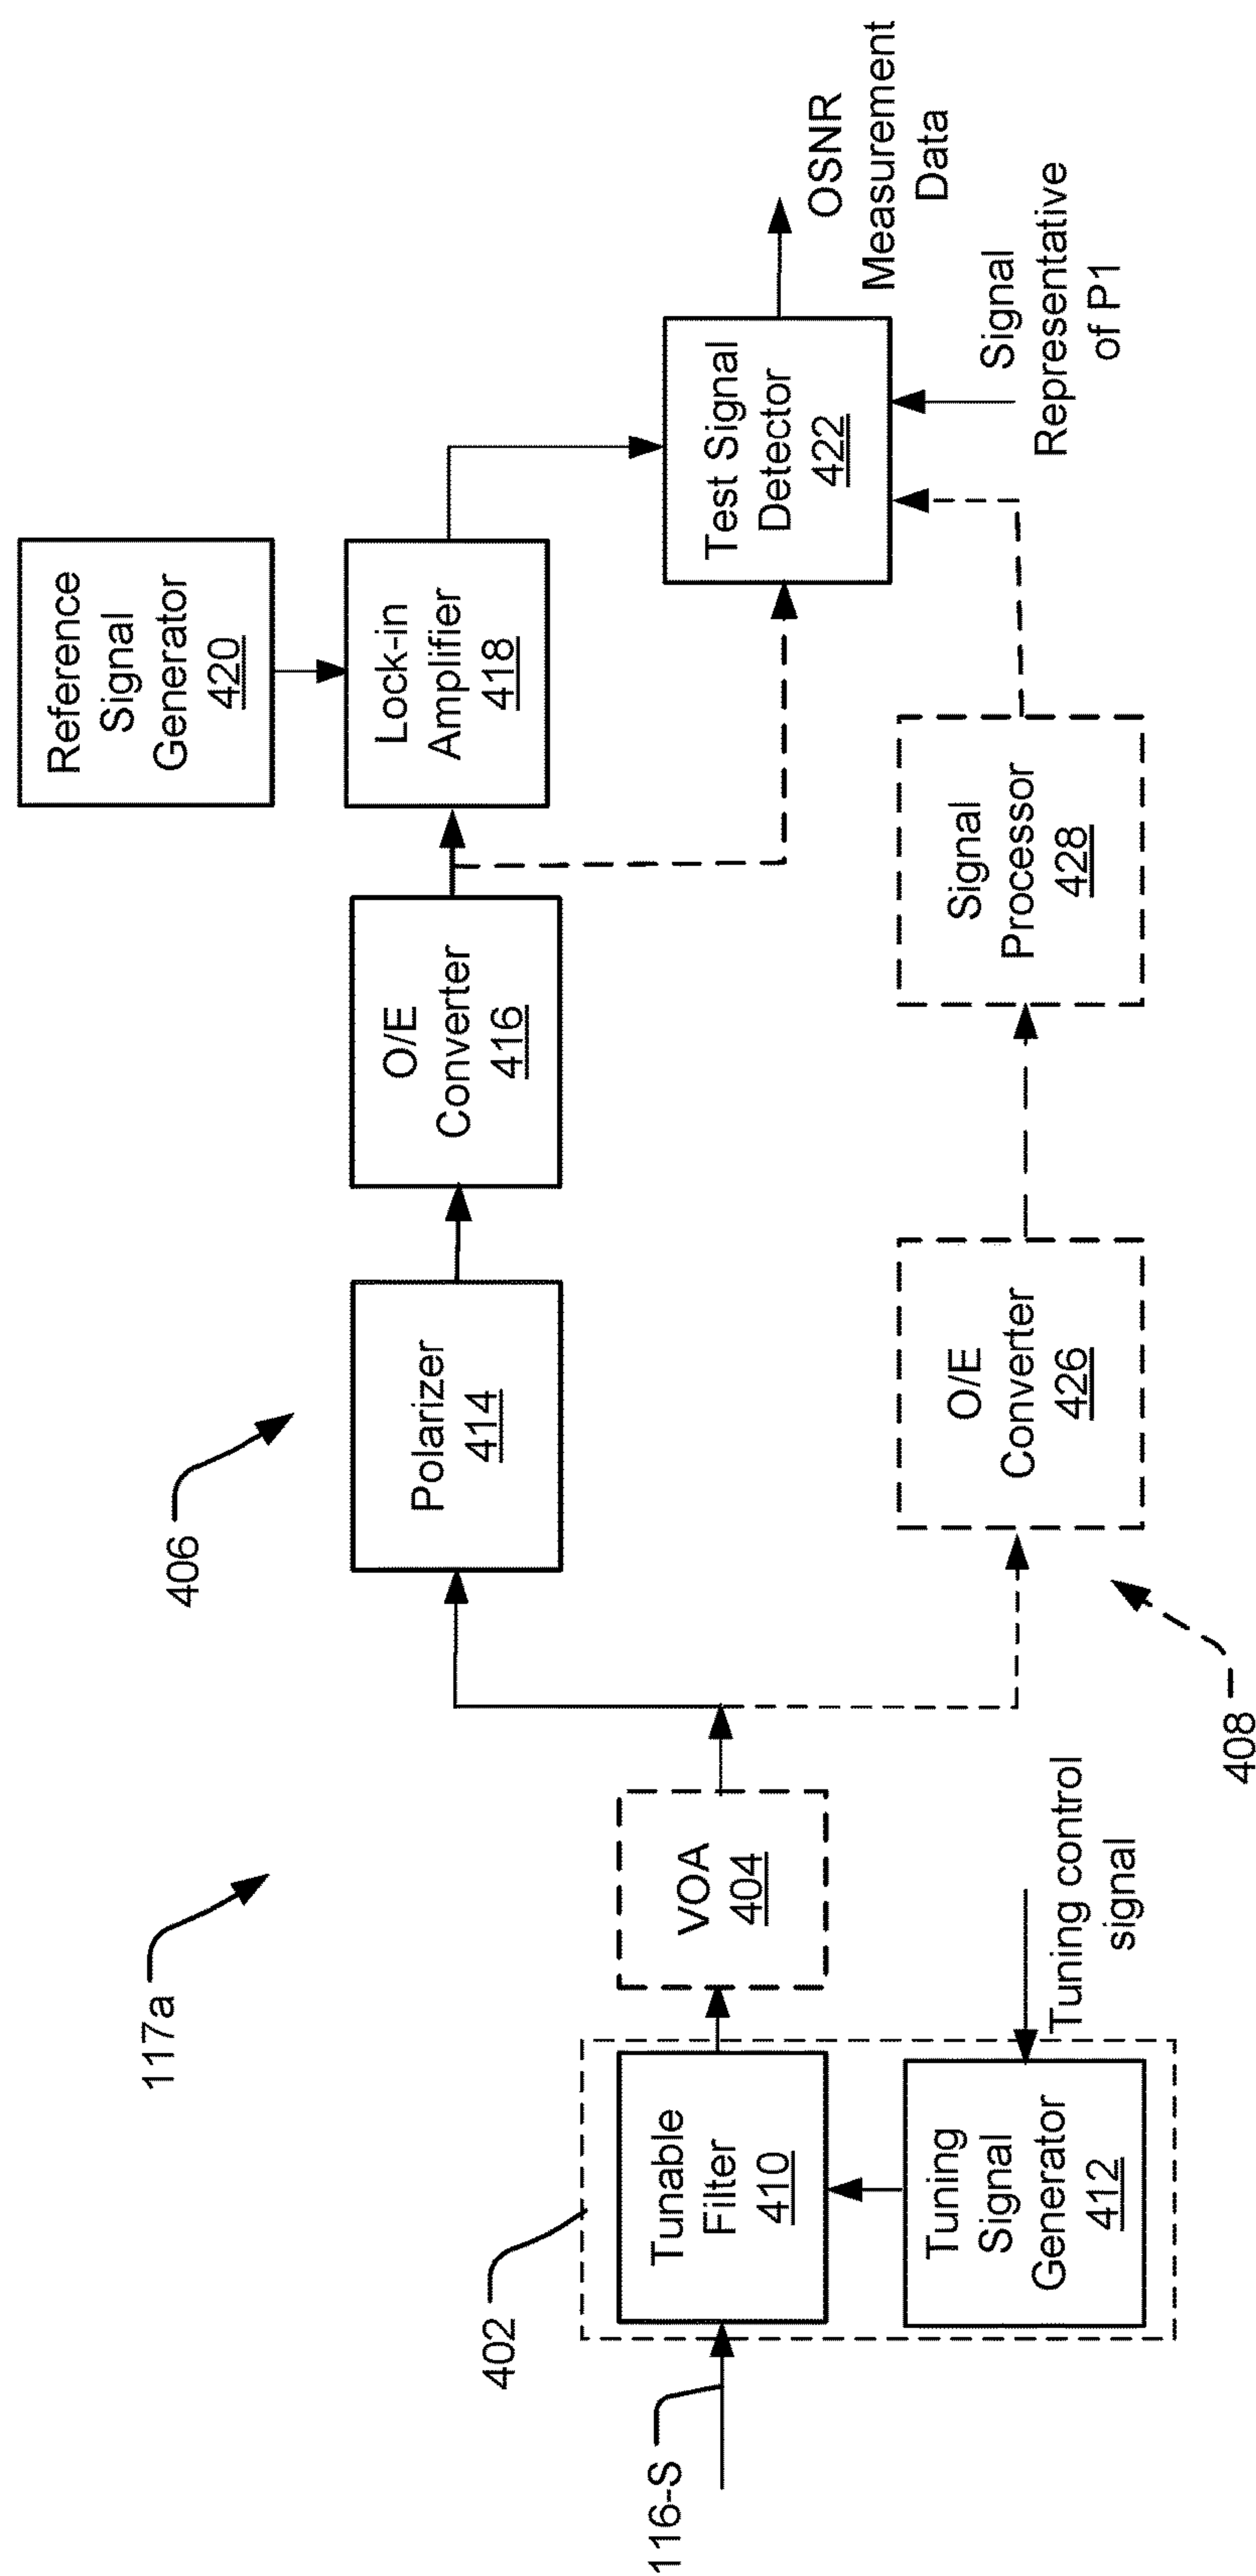 117a
406
Reference
Signal
Generator
420
Polarizer
414
O/E
Converter
416
Lock-in
Amplifier
418
402
116-S
Tunable
Filter
410
VOA
404
Test Signal
Detector
422
OSNR
Measurement
Data
Tuning
Signal
Generator
412
Tuning control
signal
O/E
Converter
426
Signal
Processor
428
Signal
Representative
of P1
408